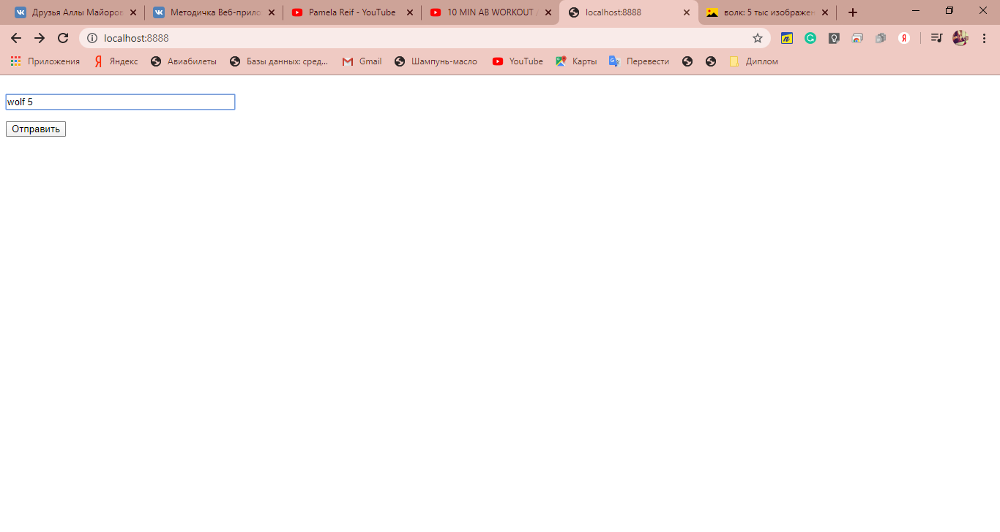 Друзья Аллы Майоров
Методичка Веб-прило
Pamela Reif - YouTube
10 MIN AB WORKOUT /
localhost:8888
волк: 5 тыс изображен
localhost:8888
Приложения Яндекс Авиабилеты Базы данных: сред... Gmail Шампунь-масло YouTube Карты Перевести Диплом
wolf 5
Отправить